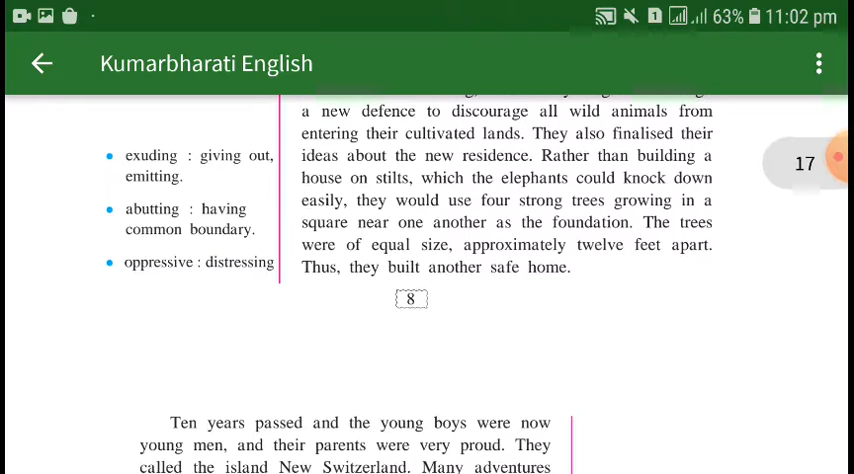 63% 11:02 pm
Kumarbharati English
a new defence to discourage all wild animals from
entering their cultivated lands. They also finalised their
ideas about the new residence. Rather than building a
house on stilts, which the elephants could knock down
easily, they would use four strong trees growing in a
square near one another as the foundation. The trees
were of equal size, approximately twelve feet apart.
Thus, they built another safe home.
exuding : giving out,
emitting.
abutting : having
common boundary.
oppressive : distressing
17
8
Ten years passed and the young boys were now
young men, and their parents were very proud. They
called the island New Switzerland. Many adventures